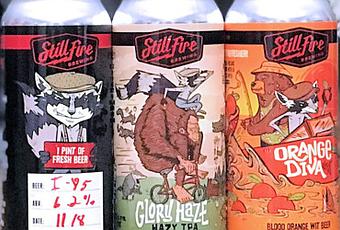 Still Fire
BREWING
1 PINT OF
FRESH BEER
BEER: I-85
ABV: 6.2%
DATE: 11/8
Still Fire
BREWING
GLORY HAZE
HAZY IPA
Still Fire
BREWING
ORANGE
DIVA
BLOOD ORANGE WIT BEER